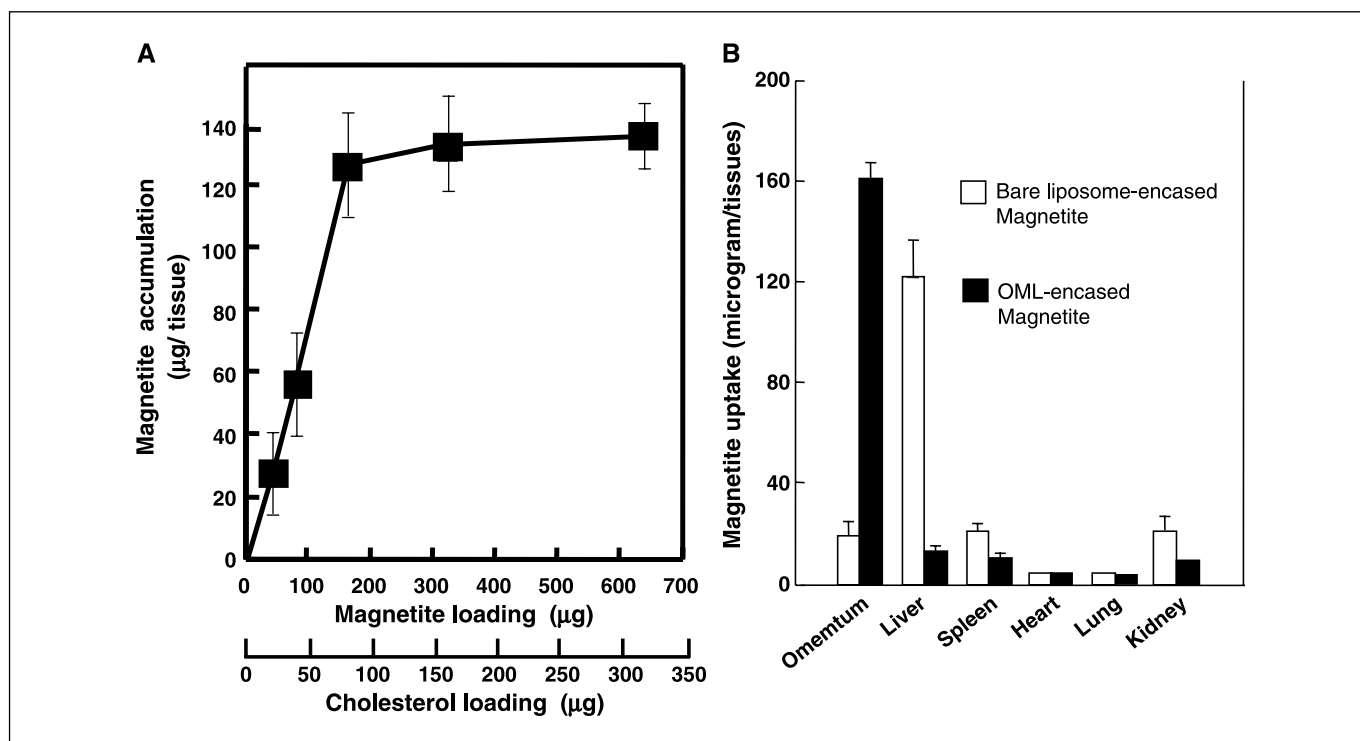 A
Magnetite accumulation
(µg/ tissue)
140
120
100
80
60
40
20
0
0 100 200 300 400 500 600 700
Magnetite loading (µg)
0 50 100 150 200 250 300 350
Cholesterol loading (µg)
B
Magnetite uptake (microgram/tissues)
200
160
120
80
40
0
Bare liposome-encased
Magnetite
OML-encased
Magnetite
Omemtum
Liver
Spleen
Heart
Lung
Kidney